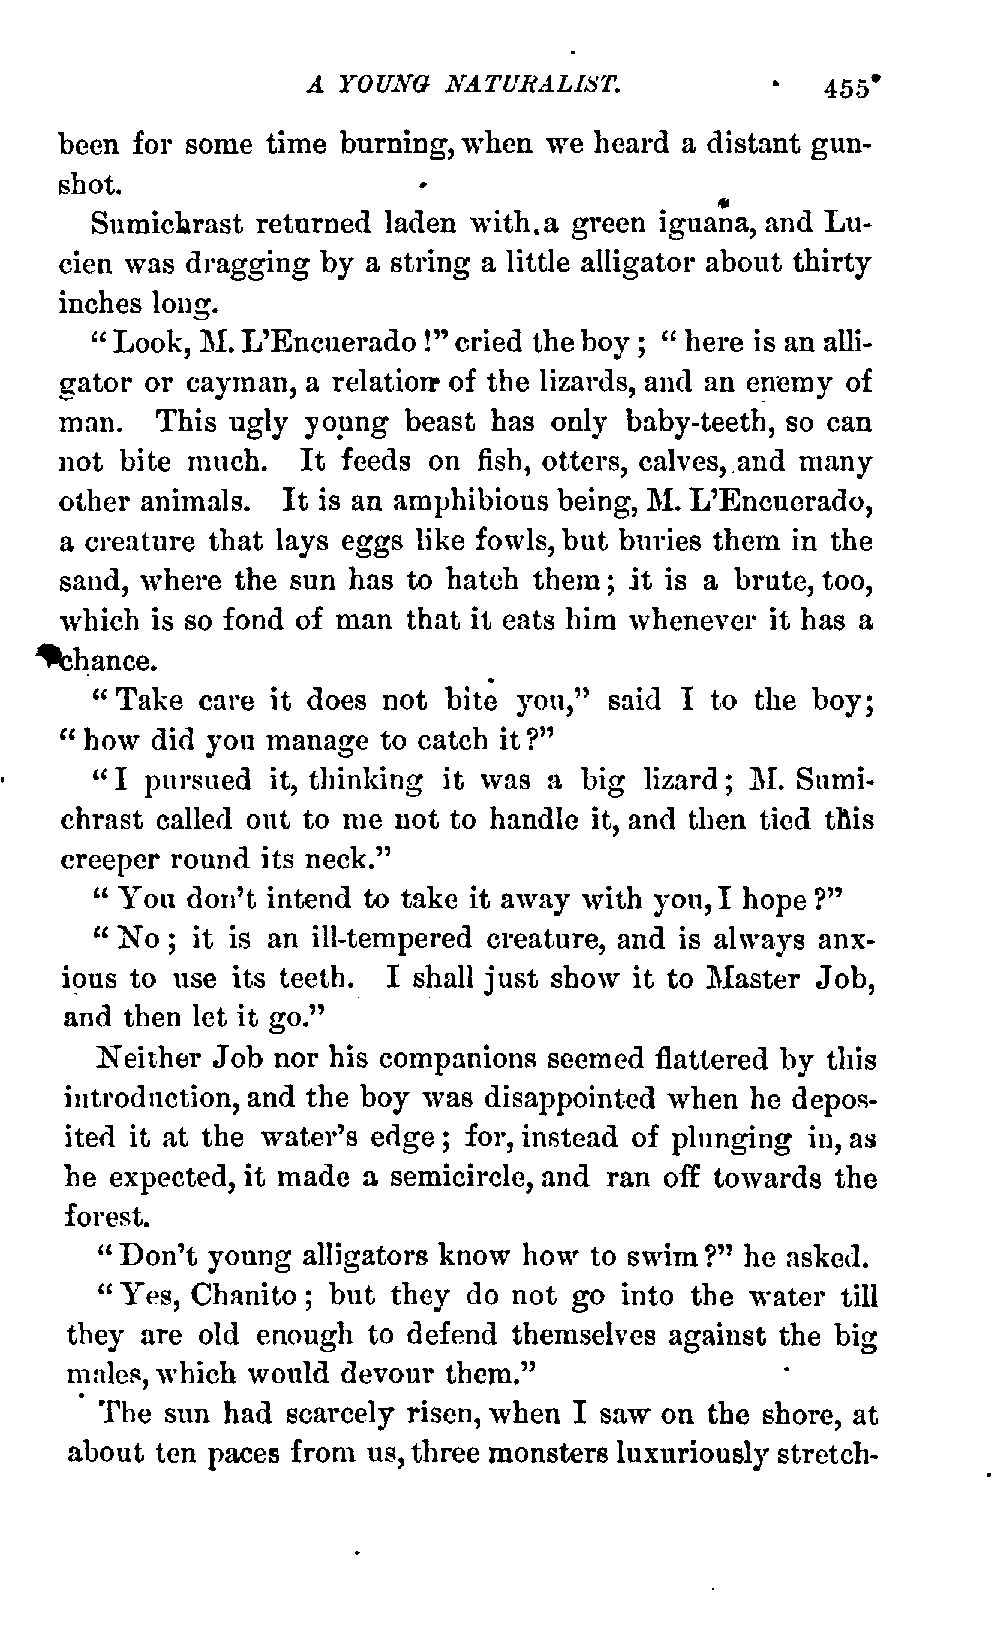 A YOUNG NATURALIST. 455
been for some time burning, when we heard a distant gun-
shot.
Sumichrast returned laden with a green iguana, and Lu-
cien was dragging by a string a little alligator about thirty
inches long.
"Look, M. L'Encuerado!" cried the boy; "here is an alli-
gator or cayman, a relation of the lizards, and an enemy of
man. This ugly young beast has only baby-teeth, so can
not bite much. It feeds on fish, otters, calves, and many
other animals. It is an amphibious being, M. L'Encuerado,
a creature that lays eggs like fowls, but buries them in the
sand, where the sun has to hatch them; it is a brute, too,
which is so fond of man that it eats him whenever it has a
chance.
"Take care it does not bite you," said I to the boy;
"how did you manage to catch it?"
"I pursued it, thinking it was a big lizard; M. Sumi-
chrast called out to me not to handle it, and then tied this
creeper round its neck."
"You don't intend to take it away with you, I hope?"
"No; it is an ill-tempered creature, and is always anx-
ious to use its teeth. I shall just show it to Master Job,
and then let it go."
Neither Job nor his companions seemed flattered by this
introduction, and the boy was disappointed when he depos-
ited it at the water's edge; for, instead of plunging in, as
he expected, it made a semicircle, and ran off towards the
forest.
"Don't young alligators know how to swim?" he asked.
"Yes, Chanito; but they do not go into the water till
they are old enough to defend themselves against the big
males, which would devour them."
The sun had scarcely risen, when I saw on the shore, at
about ten paces from us, three monsters luxuriously stretch-